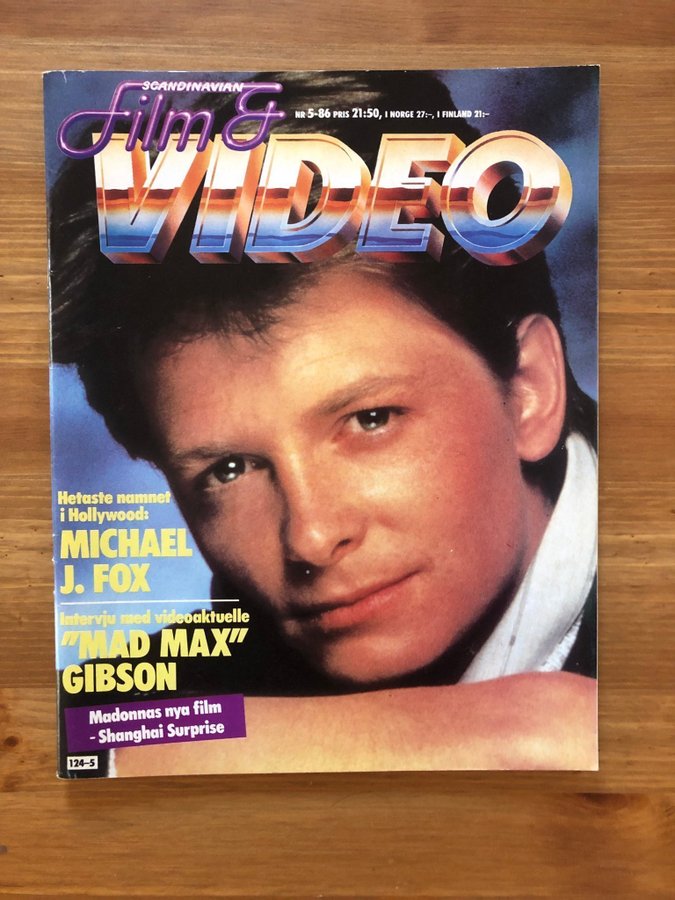 SCANDINAVIAN
Film &
VIDEO
NR 5-86 PRIS 21:50, I NORGE 27:-, I FINLAND 21:-
Hetaste namnet
i Hollywood:
MICHAEL
J. FOX
Intervju med videoaktuelle
"MAD MAX"
GIBSON
Madonnas nya film
- Shanghai Surprise
124-5